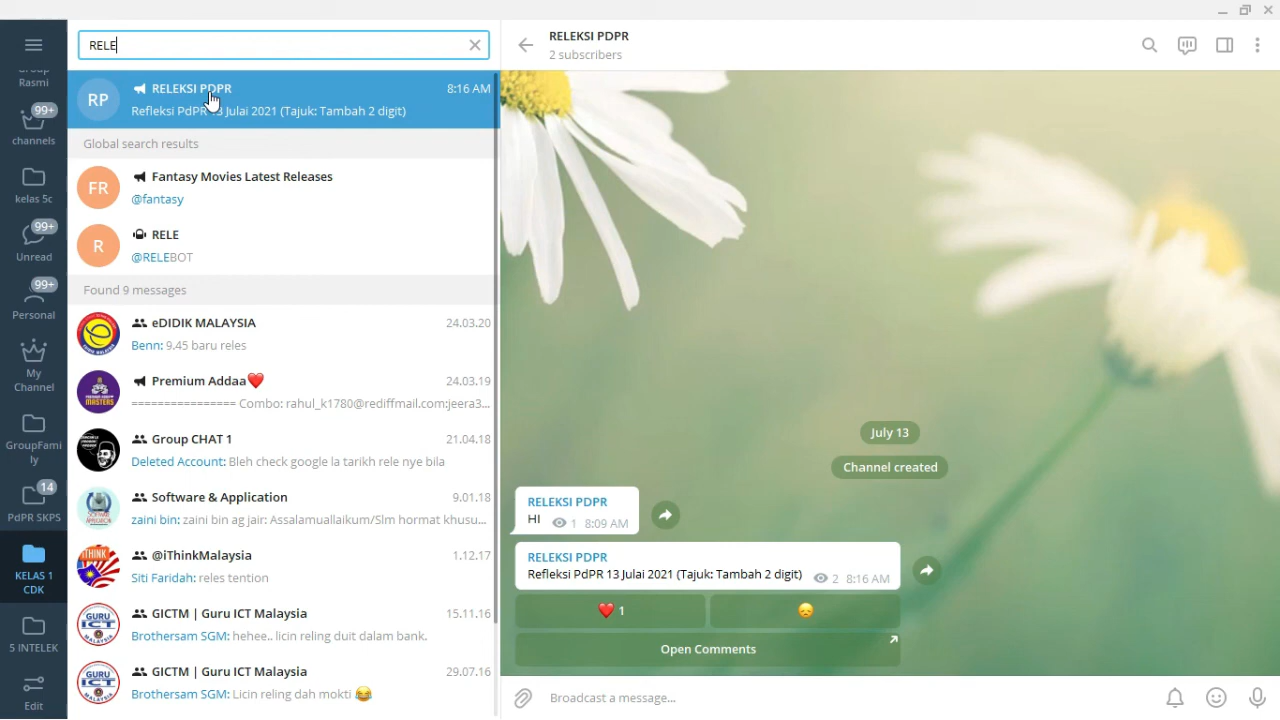 RELE
Group
Rasmi
99+
channels
kelas 5c
99+
Unread
99+
Personal
My
Channel
GroupFami
ly
14
PdPR SKPS
KELAS 1
CDK
5 INTELEK
Edit
RP
RELEKSI PDPR 8:16 AM
Refleksi PdPR 13 Julai 2021 (Tajuk: Tambah 2 digit)
Global search results
FR
Fantasy Movies Latest Releases
@fantasy
R
RELE
@RELEBOT
Found 9 messages
eDIDIK MALAYSIA 24.03.20
Benn: 9.45 baru reles
Premium Addaa❤️ 24.03.19
================ Combo: rahul_k1780@rediffmail.com:jeera3...
Group CHAT 1 21.04.18
Deleted Account: Bleh check google la tarikh rele nye bila
Software & Application 9.01.18
zaini bin: zaini bin ag jair: Assalamuallaikum/Slm hormat khusu...
@iThinkMalaysia 1.12.17
Siti Faridah: reles tention
GICTM | Guru ICT Malaysia 15.11.16
Brothersam SGM: hehee.. licin reling duit dalam bank.
GICTM | Guru ICT Malaysia 29.07.16
Brothersam SGM: Licin reling dah mokti 😂
RELEKSI PDPR
2 subscribers
July 13
Channel created
RELEKSI PDPR
HI 1 8:09 AM
RELEKSI PDPR
Refleksi PdPR 13 Julai 2021 (Tajuk: Tambah 2 digit) 2 8:16 AM
❤️ 1 😞
Open Comments
Broadcast a message...